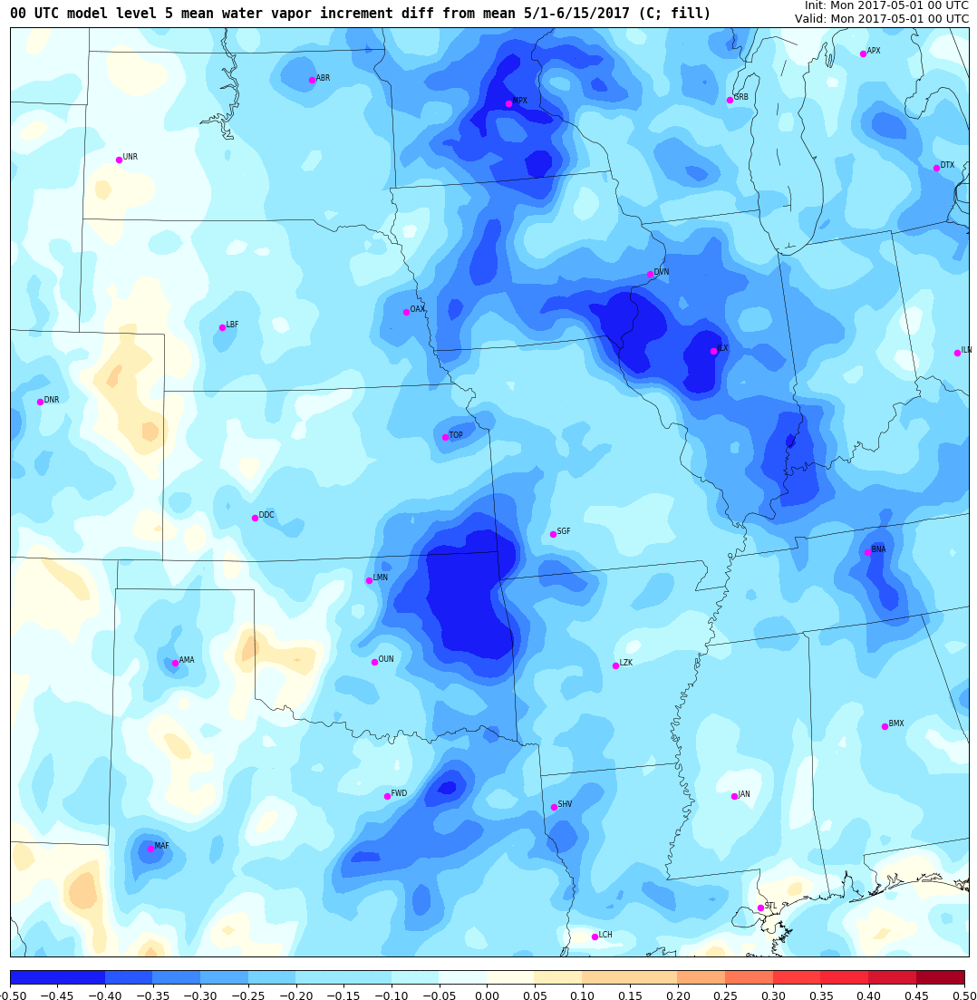 00 UTC model level 5 mean water vapor increment diff from mean 5/1-6/15/2017 (C; fill)
Init: Mon 2017-05-01 00 UTC
Valid: Mon 2017-05-01 00 UTC
APX
ABR
GRB
MPX
UNR
DTX
DVN
OAX
LBF
ILX
ILN
DNR
TOP
DDC
SGF
BNA
LMN
AMA
OUN
LZK
BMX
FWD
JAN
SHV
MAF
STL
LCH
−0.50 −0.45 −0.40 −0.35 −0.30 −0.25 −0.20 −0.15 −0.10 −0.05 0.00 0.05 0.10 0.15 0.20 0.25 0.30 0.35 0.40 0.45 0.50